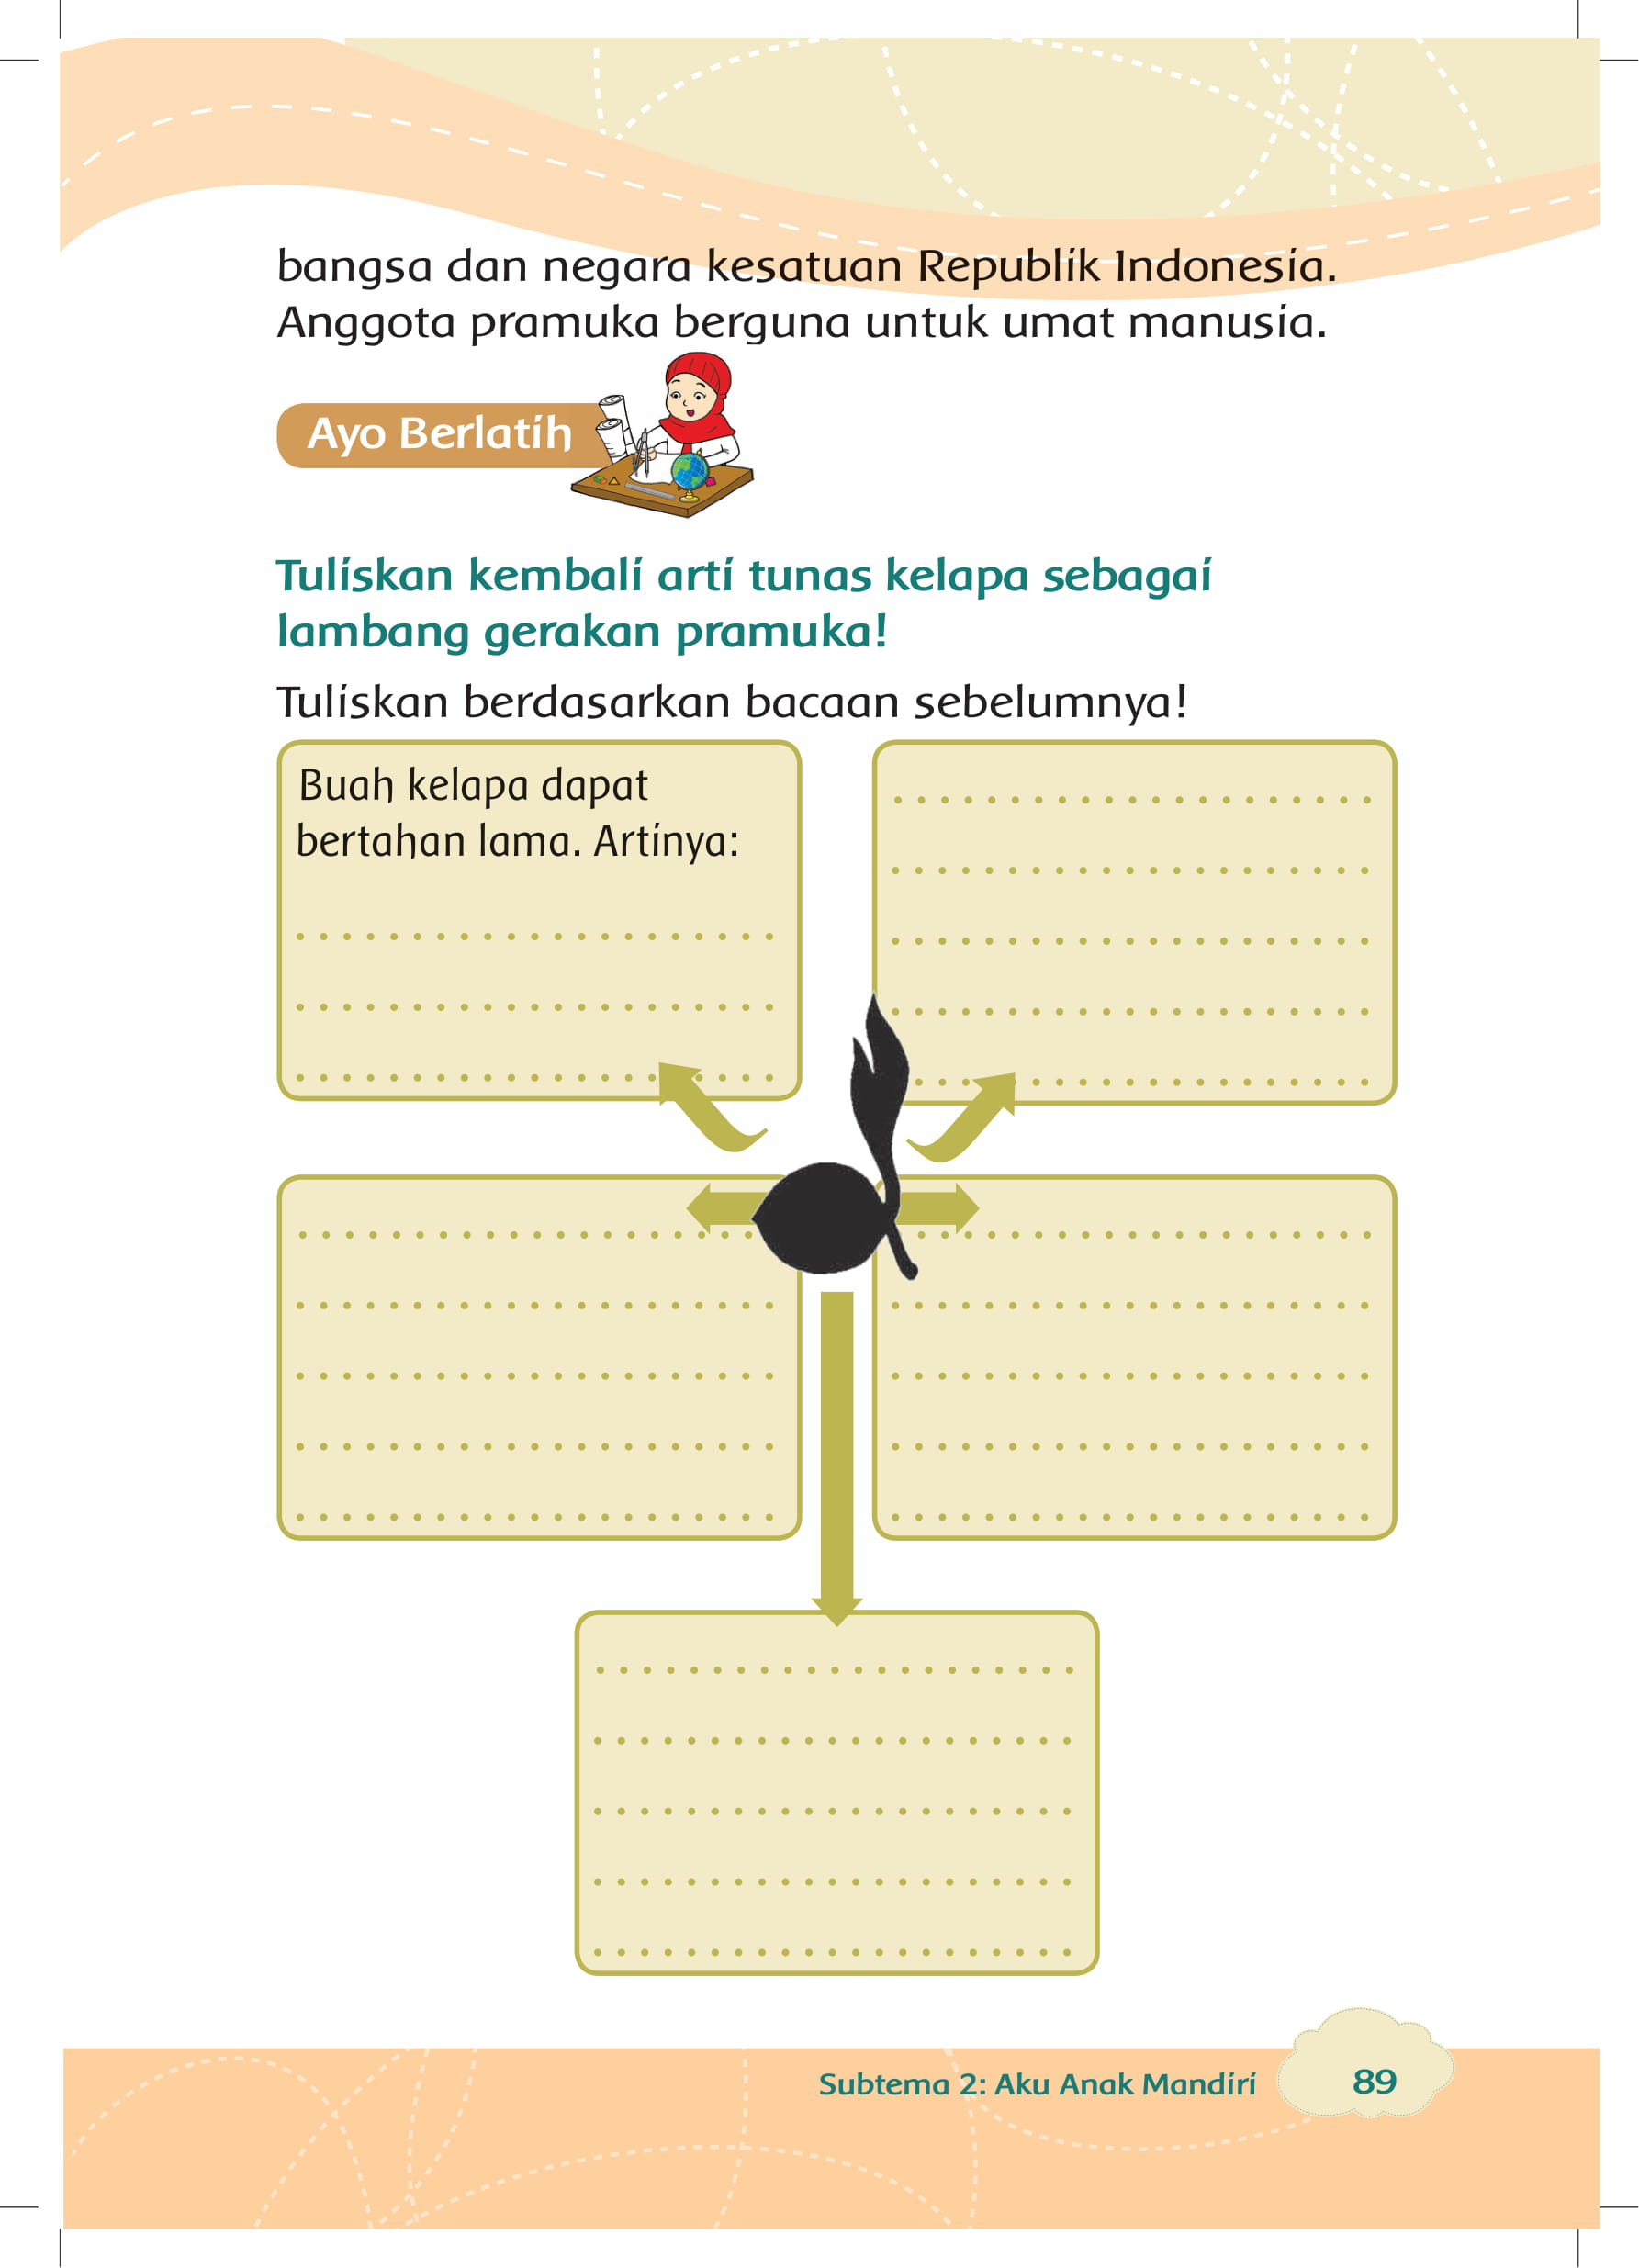 bangsa dan negara kesatuan Republik Indonesia.
Anggota pramuka berguna untuk umat manusia.
Ayo Berlatih
Tuliskan kembali arti tunas kelapa sebagai
lambang gerakan pramuka!
Tuliskan berdasarkan bacaan sebelumnya!
Buah kelapa dapat
bertahan lama. Artinya:
Subtema 2: Aku Anak Mandiri
89